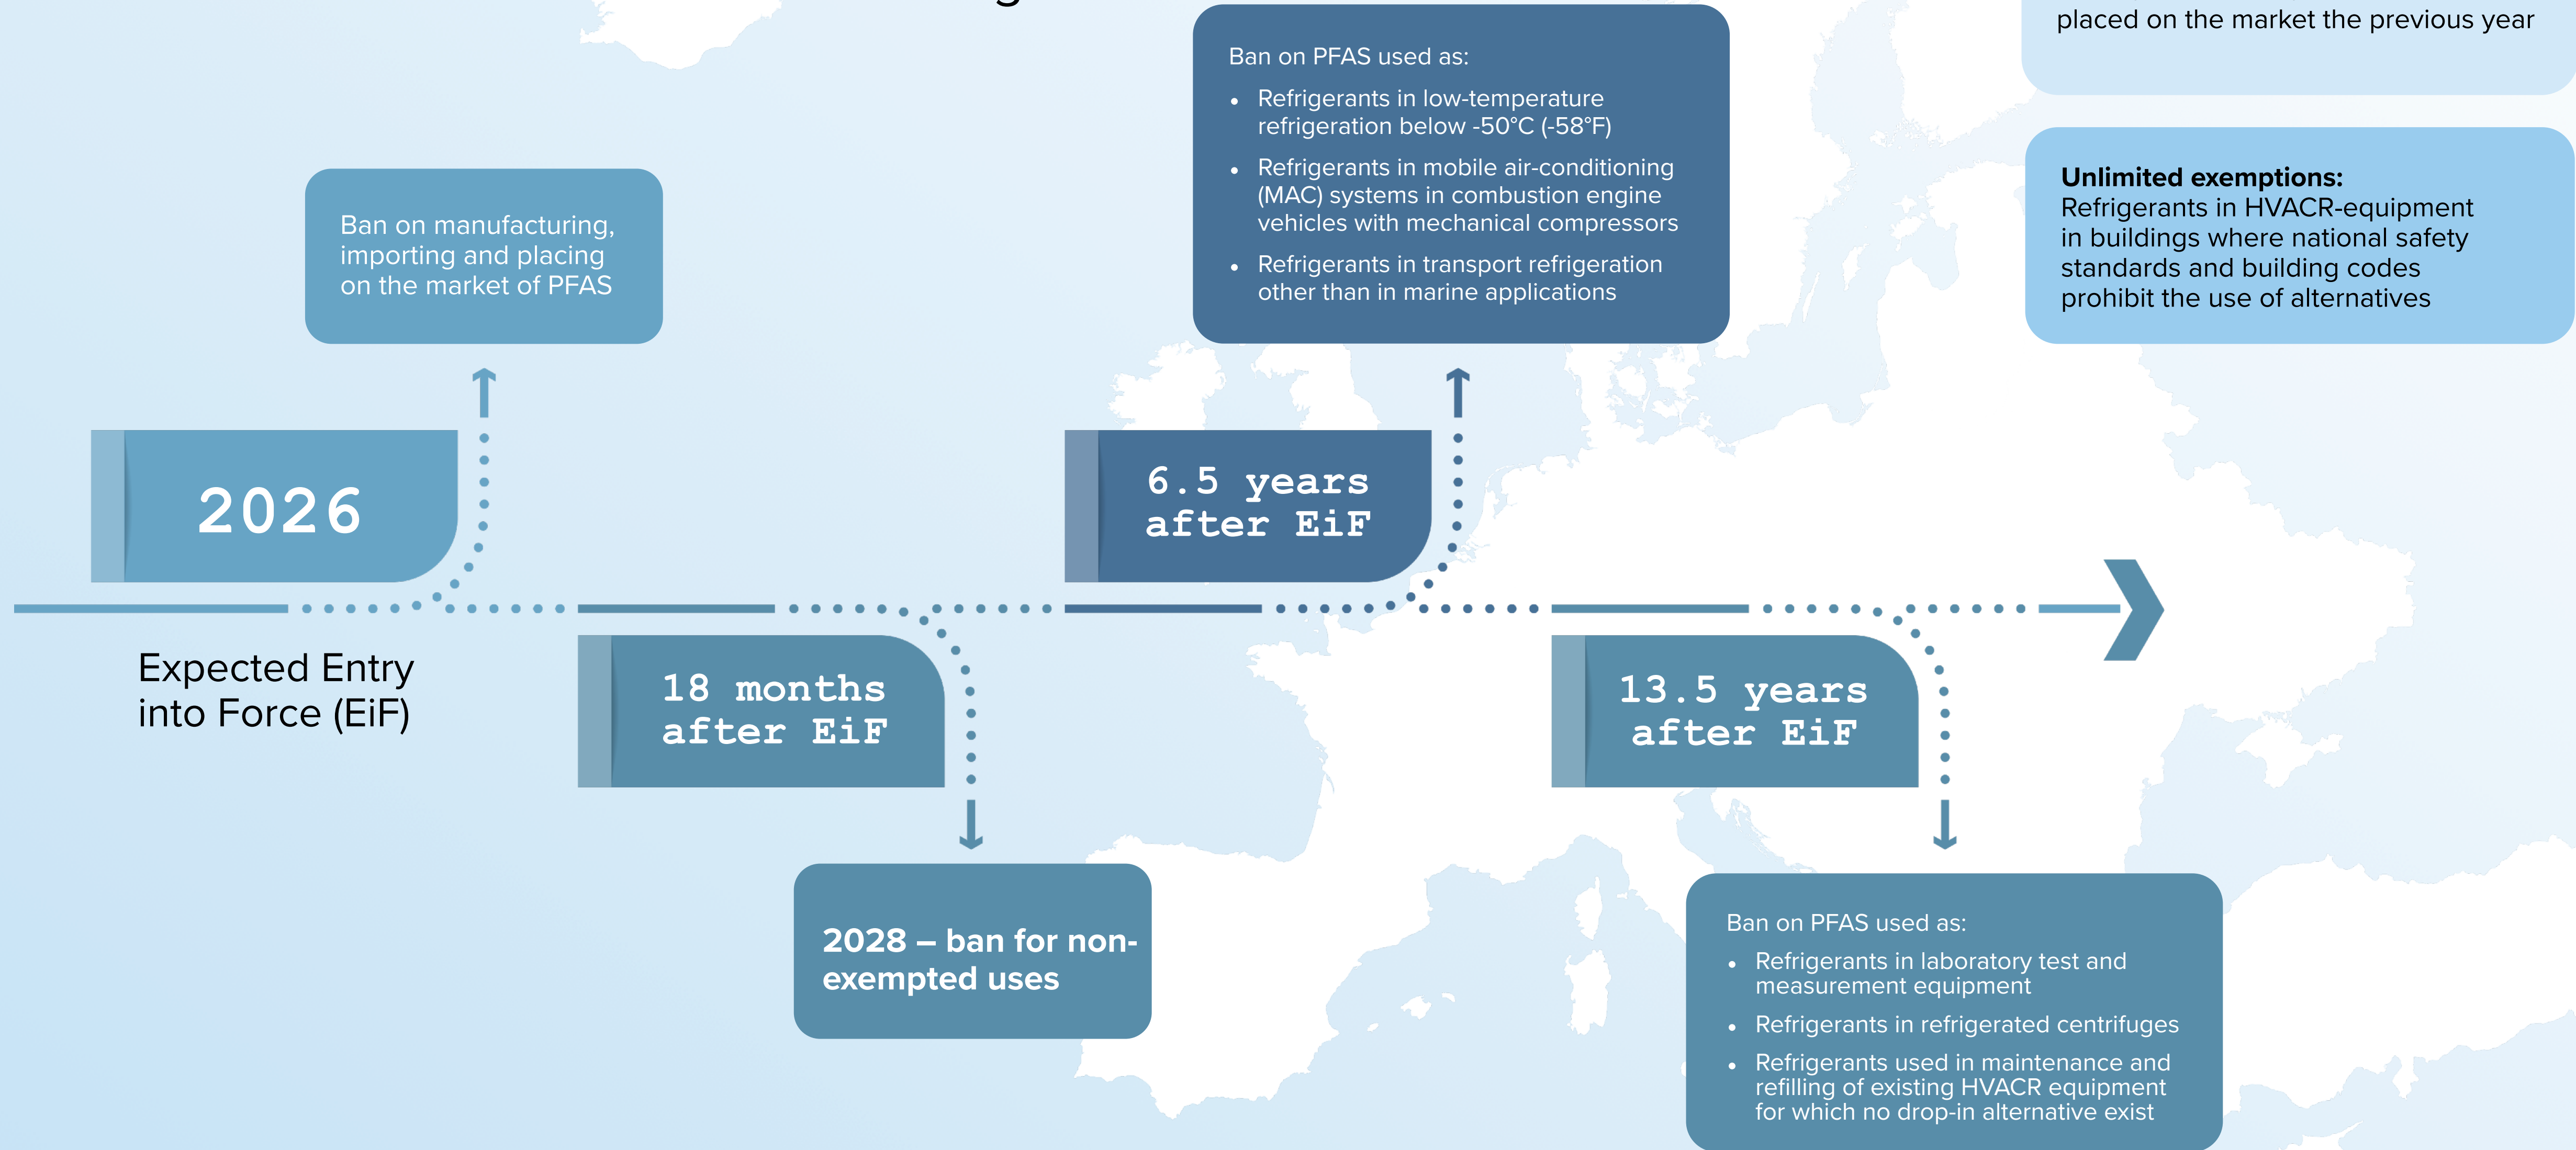 placed on the market the previous year
Ban on PFAS used as:
• Refrigerants in low-temperature
refrigeration below -50°C (-58°F)
• Refrigerants in mobile air-conditioning
(MAC) systems in combustion engine
vehicles with mechanical compressors
• Refrigerants in transport refrigeration
other than in marine applications
Unlimited exemptions:
Refrigerants in HVACR-equipment
in buildings where national safety
standards and building codes
prohibit the use of alternatives
Ban on manufacturing,
importing and placing
on the market of PFAS
2026
Expected Entry
into Force (EiF)
18 months
after EiF
2028 – ban for non-
exempted uses
6.5 years
after EiF
13.5 years
after EiF
Ban on PFAS used as:
• Refrigerants in laboratory test and
measurement equipment
• Refrigerants in refrigerated centrifuges
• Refrigerants used in maintenance and
refilling of existing HVACR equipment
for which no drop-in alternative exist